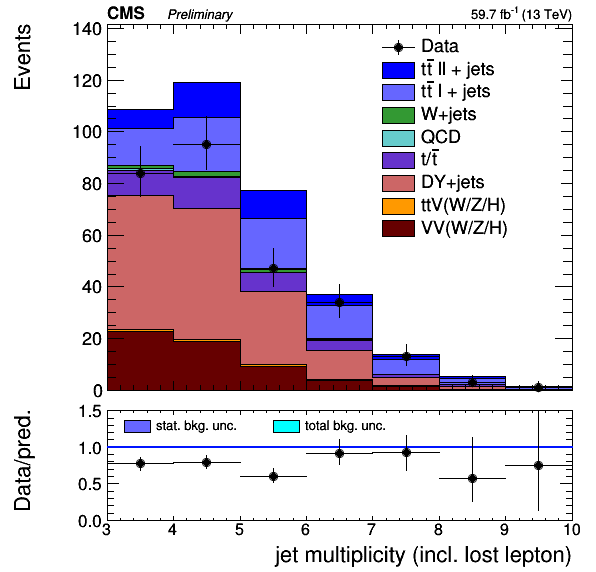 CMS Preliminary 59.7 fb⁻¹ (13 TeV)
Events
140
120
100
80
60
40
20
0
Data
tt̅ ll + jets
tt̅ l + jets
W+jets
QCD
t/t̅
DY+jets
ttV(W/Z/H)
VV(W/Z/H)
Data/pred.
1.5
1.0
0.5
0.0
stat. bkg. unc. total bkg. unc.
3 4 5 6 7 8 9 10
jet multiplicity (incl. lost lepton)